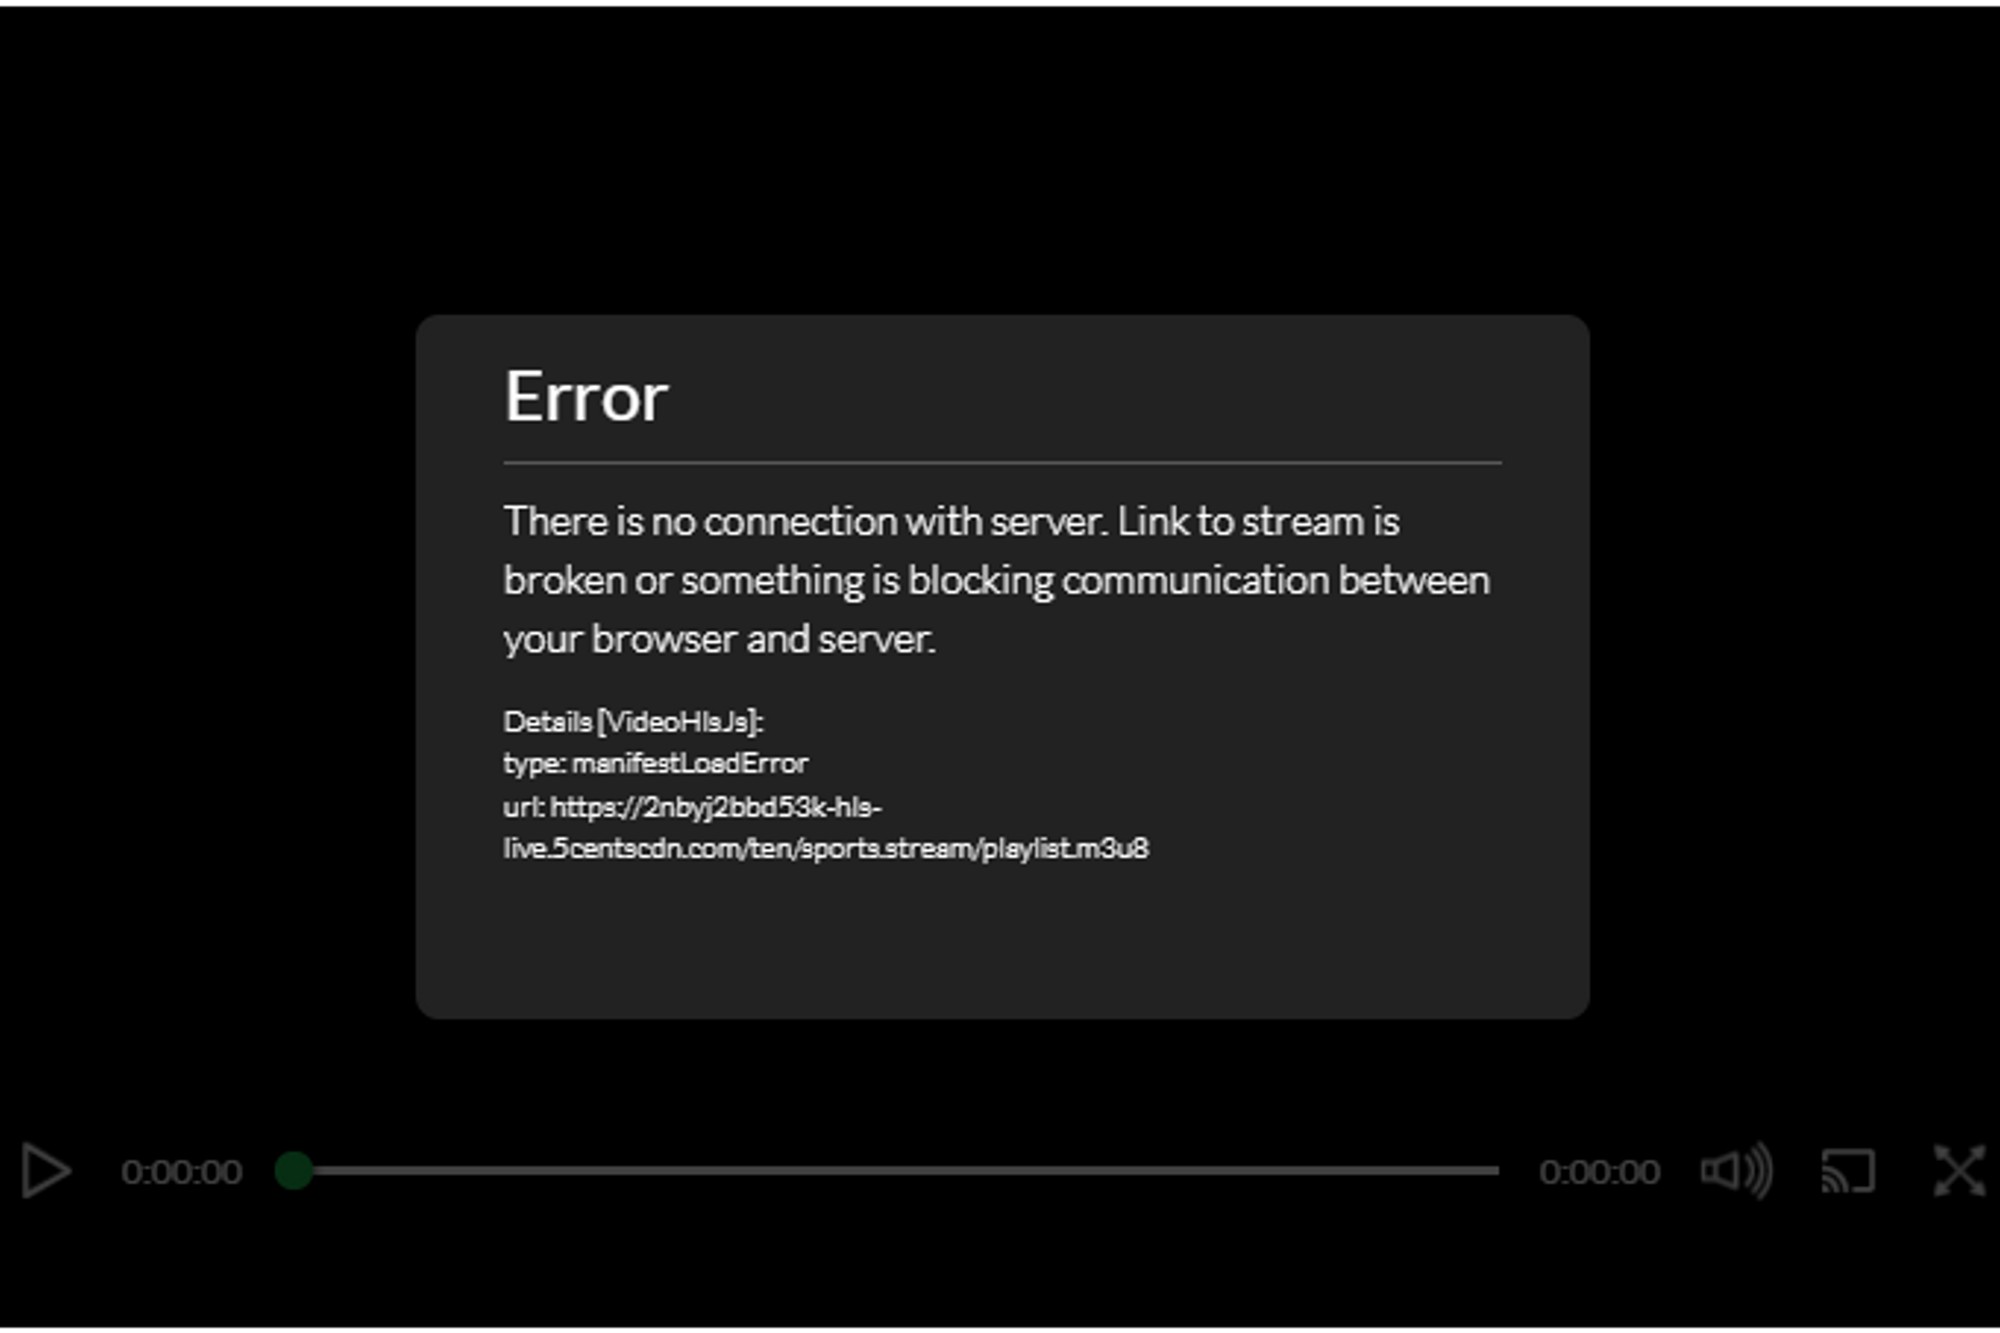 Error
There is no connection with server. Link to stream is
broken or something is blocking communication between
your browser and server.
Details [VideoHlsJs]:
type: manifestLoadError
url: https://2nbyj2bbd53k-hls-
live.5centscdn.com/ten/sports.stream/playlist.m3u8
0:00:00
0:00:00